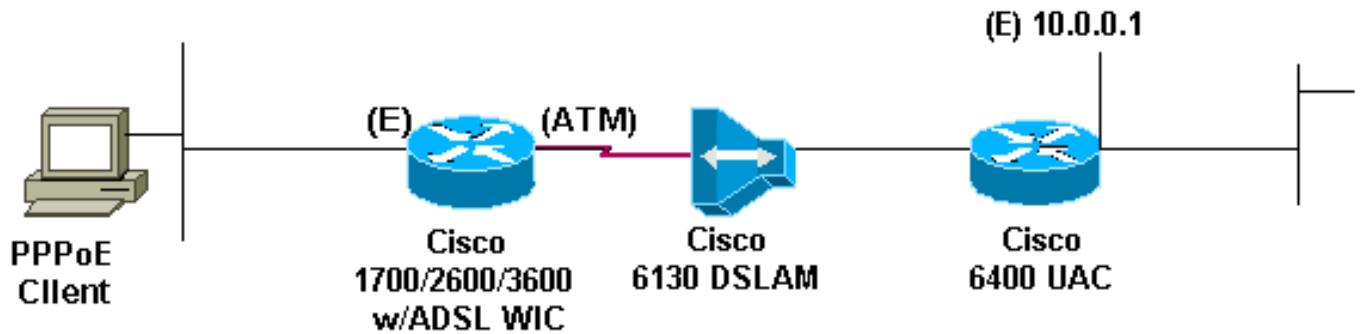 (E) 10.0.0.1
(E)
(ATM)
PPPoE
Client
Cisco
1700/2600/3600
w/ADSL WIC
Cisco
6130 DSLAM
Cisco
6400 UAC